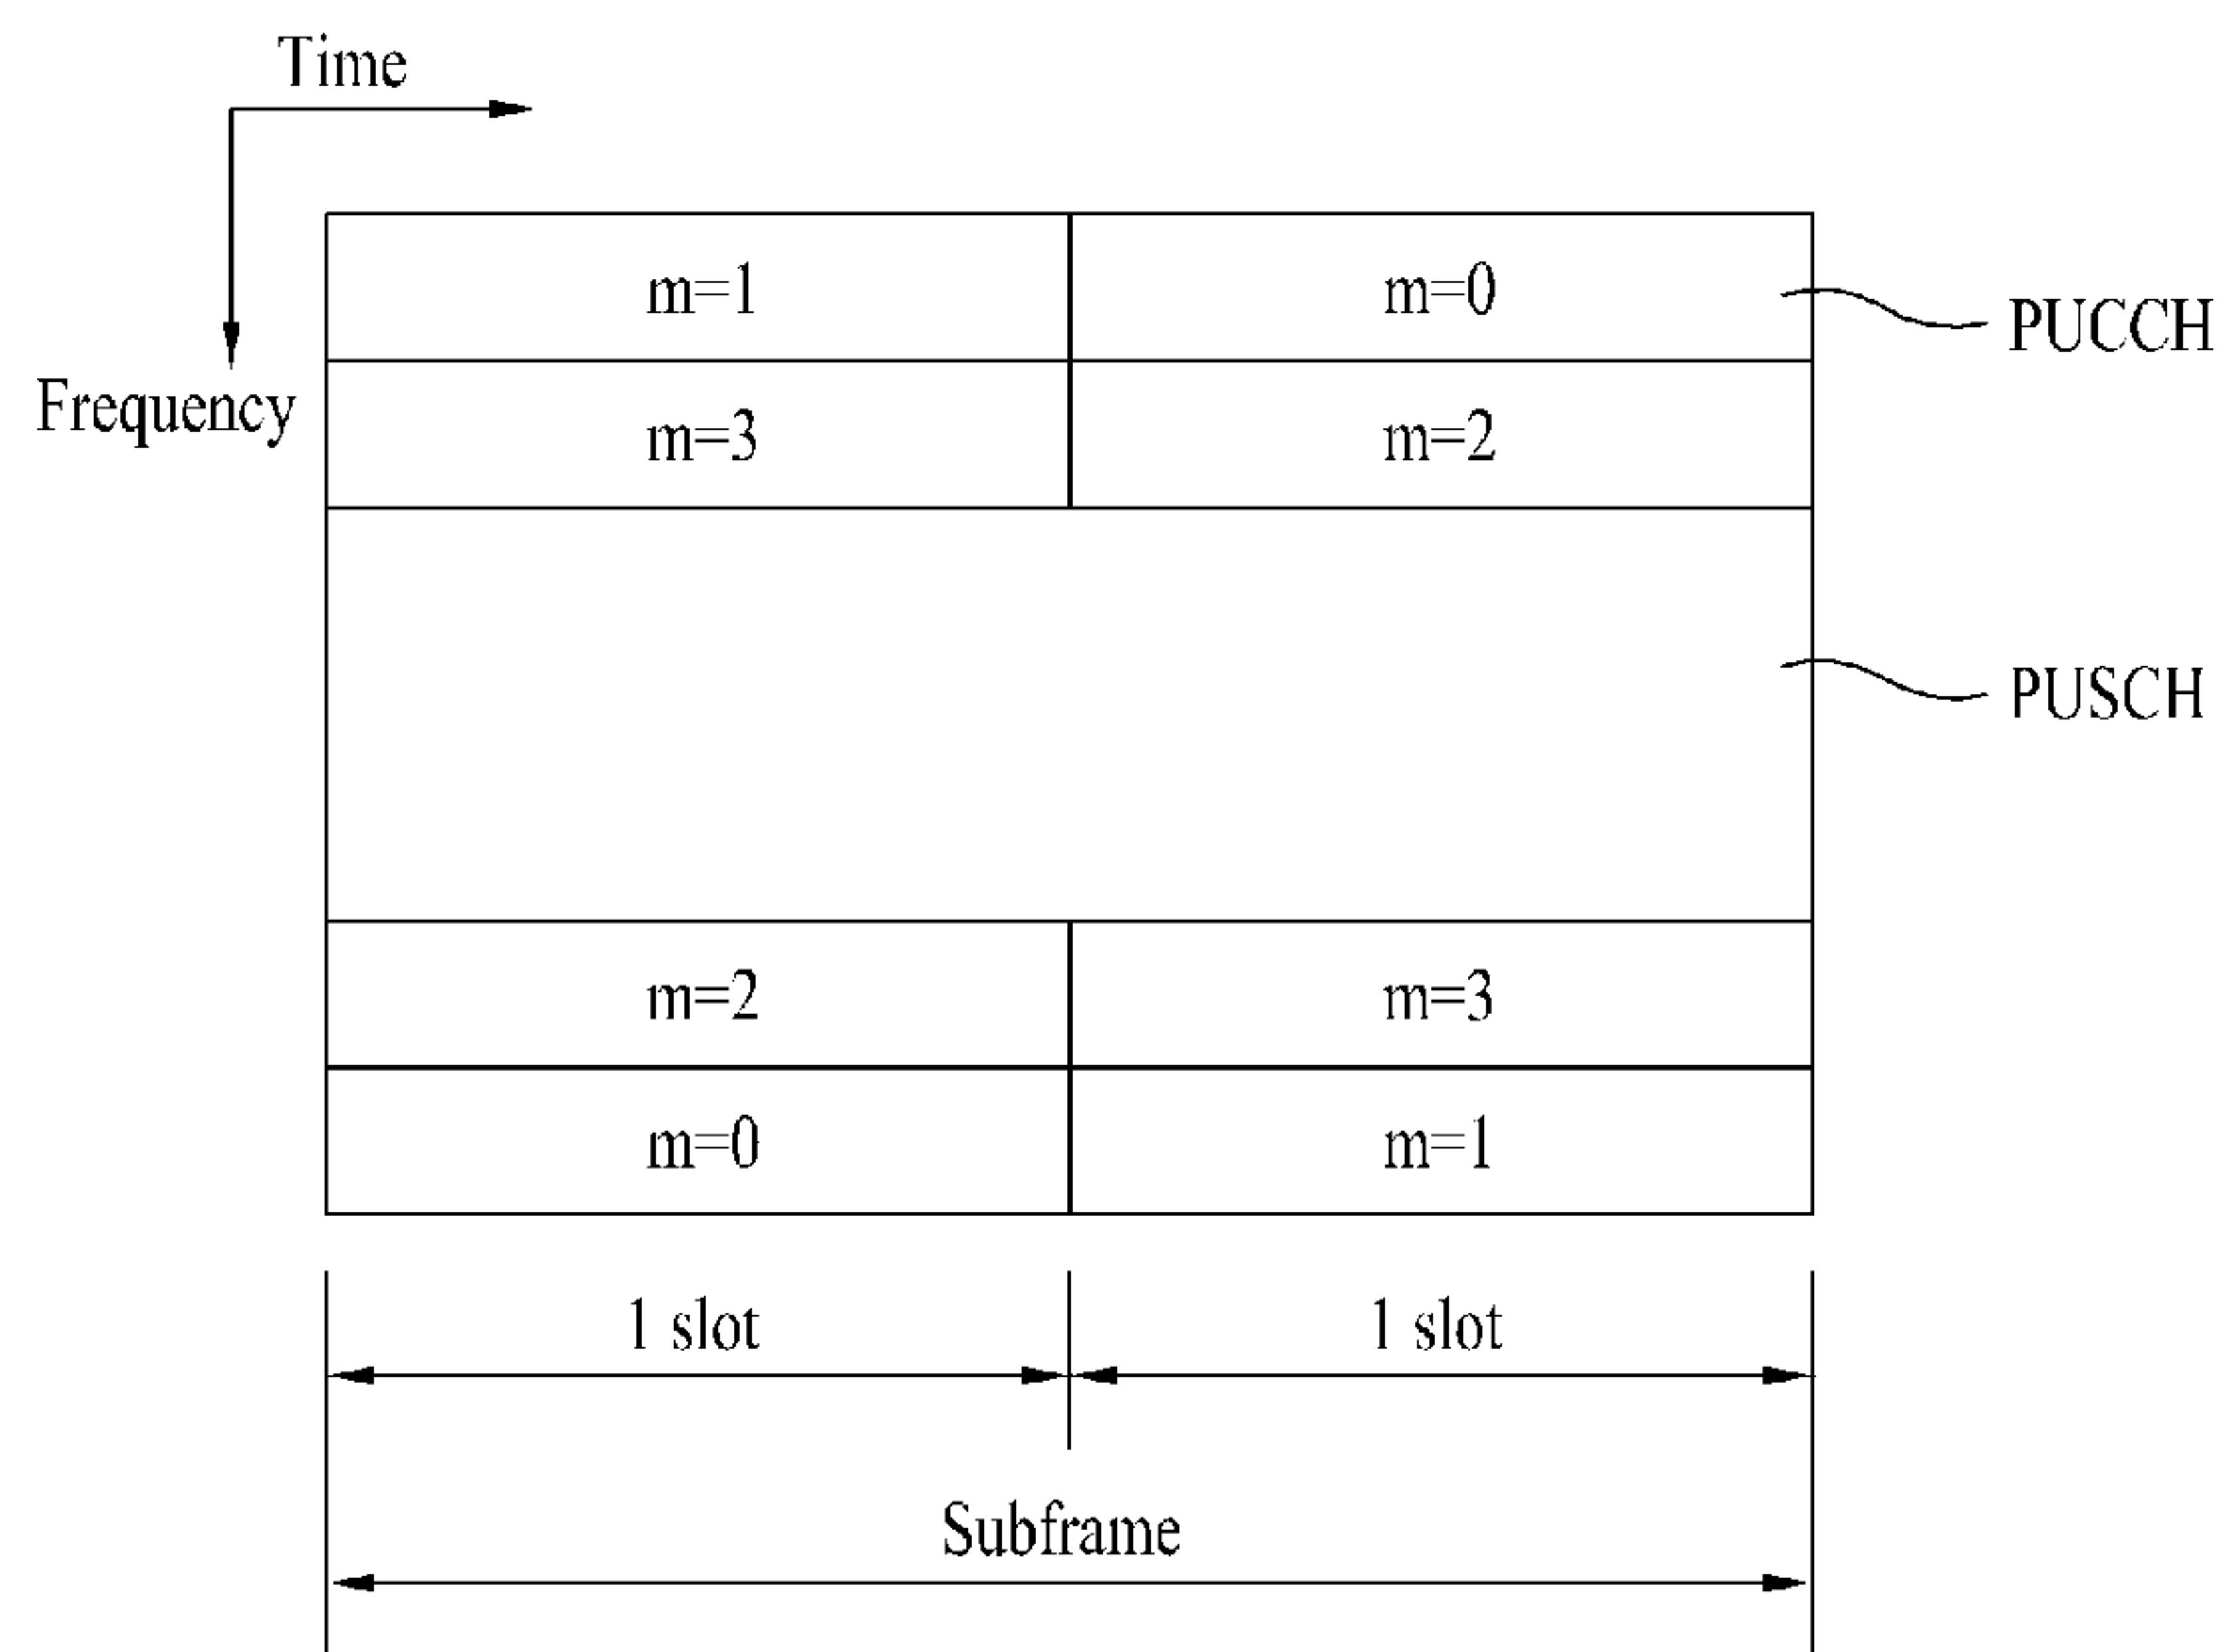 Time
Frequency
m=1 m=0
PUCCH
m=3 m=2
PUSCH
m=2 m=3
m=0 m=1
1 slot 1 slot
Subframe